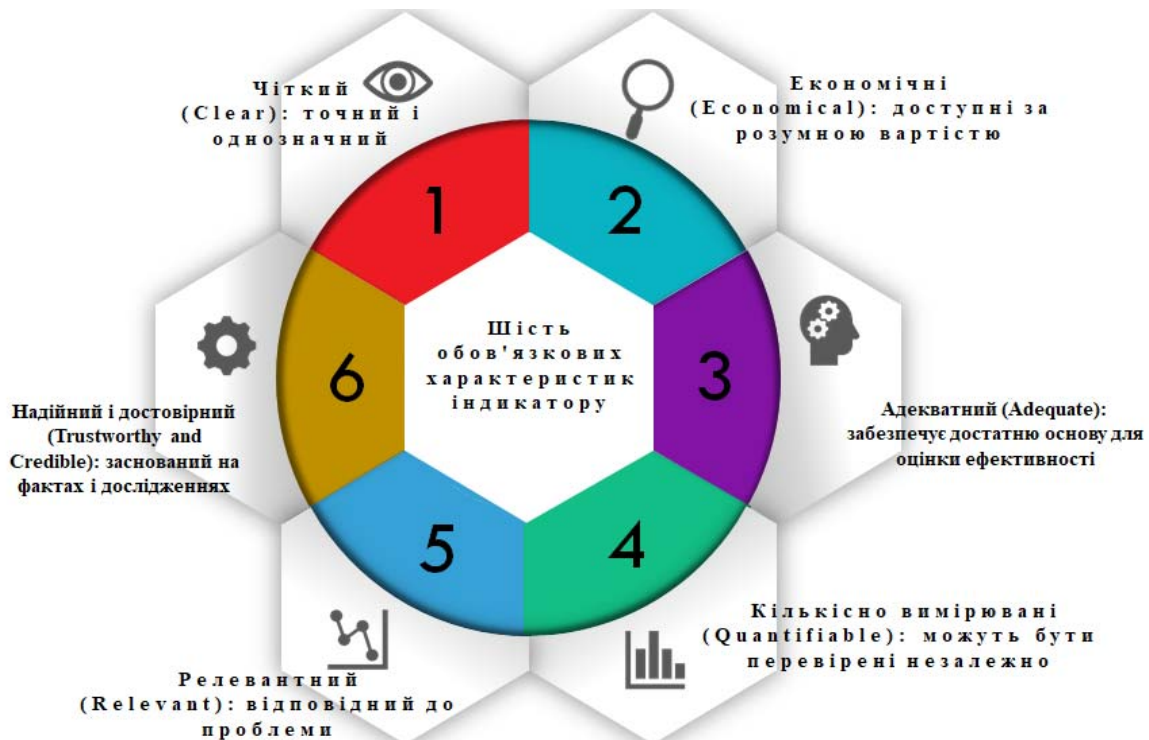 Чіткий
(Clear): точний і
однозначний
1
Економічні
(Economical): доступні за
розумною вартістю
2
Шість
обов'язкових
характеристик
індикатору
3
Адекватний (Adequate):
забезпечує достатню основу для
оцінки ефективності
4
Кількісно вимірювані
(Quantifiable): можуть бути
перевірені незалежно
5
Релевантний
(Relevant): відповідний до
проблеми
6
Надійний і достовірний
(Trustworthy and
Credible): заснований на
фактах і дослідженнях